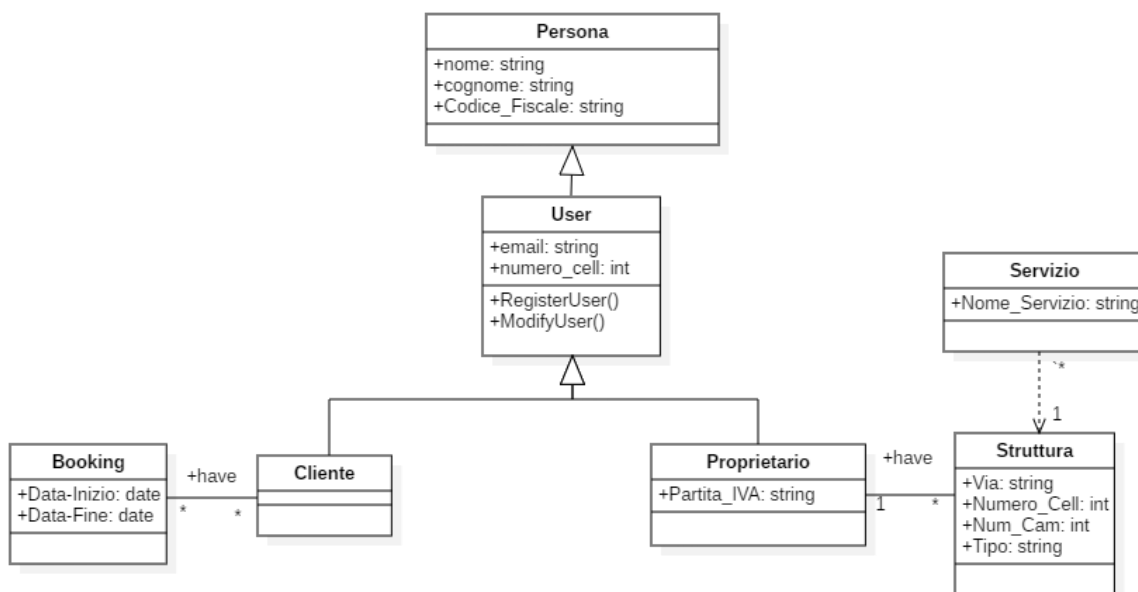 Persona
+nome: string
+cognome: string
+Codice_Fiscale: string
User
+email: string
+numero_cell: int
+RegisterUser()
+ModifyUser()
Servizio
+Nome_Servizio: string
*
1
Booking
+Data-Inizio: date
+Data-Fine: date
+have
*
*
Cliente
Proprietario
+Partita_IVA: string
+have
1
*
Struttura
+Via: string
+Numero_Cell: int
+Num_Cam: int
+Tipo: string